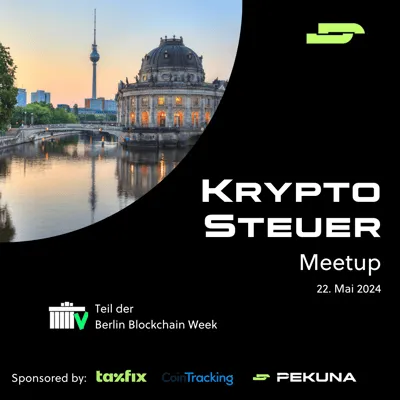 KRYPTO
STEUER
Meetup
22. Mai 2024
Teil der
Berlin Blockchain Week
Sponsored by: taxfix CoinTracking PEKUNA